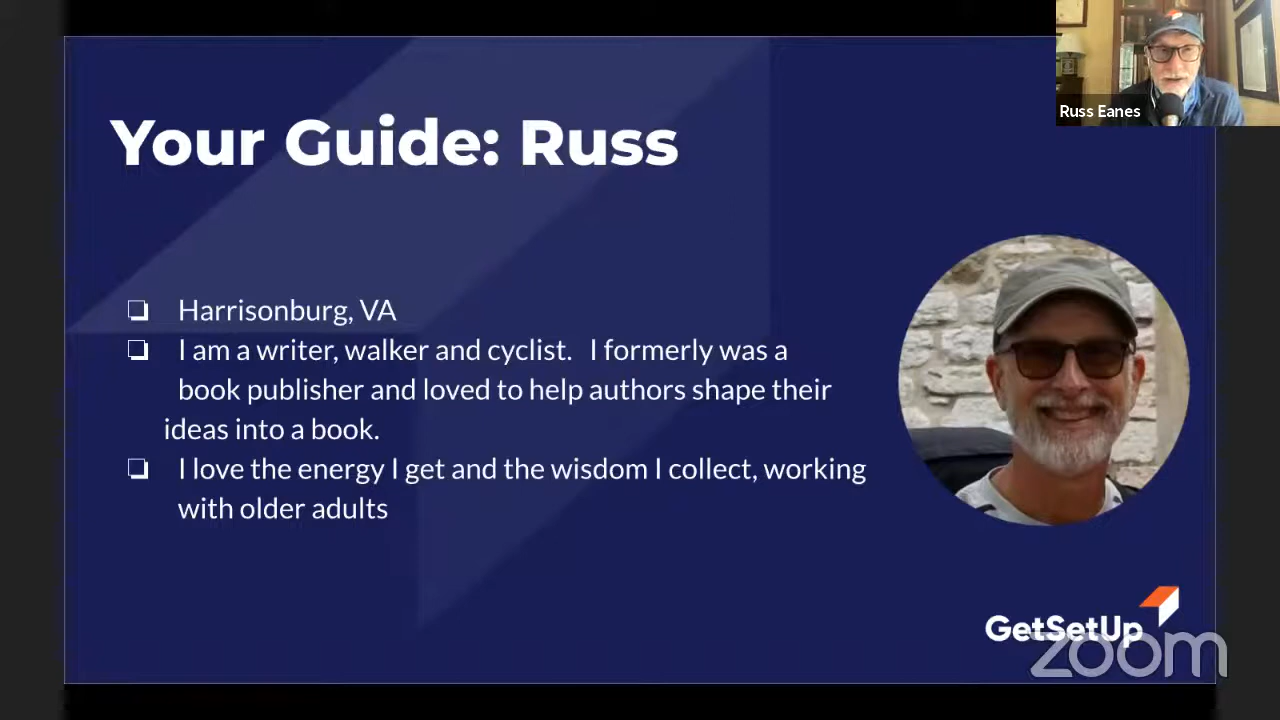 Russ Eanes
Your Guide: Russ
❏ Harrisonburg, VA
❏ I am a writer, walker and cyclist. I formerly was a
book publisher and loved to help authors shape their
ideas into a book.
❏ I love the energy I get and the wisdom I collect, working
with older adults
GetSetUp
zoom